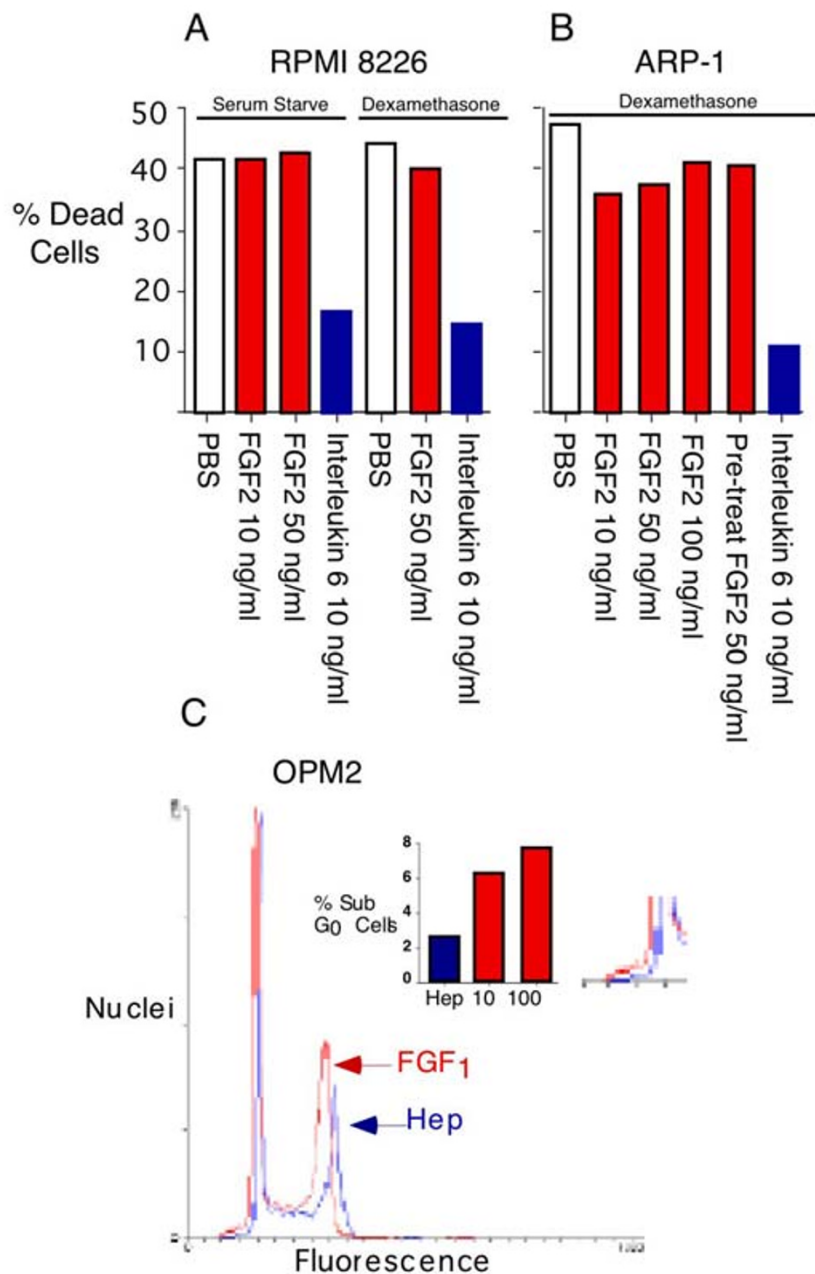 A
B
RPMI 8226
ARP-1
Serum Starve
Dexamethasone
Dexamethasone
50
40
30
20
10
% Dead
Cells
PBS
FGF2 10 ng/ml
FGF2 50 ng/ml
Interleukin 6 10 ng/ml
PBS
FGF2 50 ng/ml
Interleukin 6 10 ng/ml
PBS
FGF2 10 ng/ml
FGF2 50 ng/ml
FGF2 100 ng/ml
Pre-treat FGF2 50 ng/ml
Interleukin 6 10 ng/ml
C
OPM2
8
6
4
2
0
% Sub
G0 Cells
Hep 10 100
Nuclei
FGF1
Hep
Fluorescence